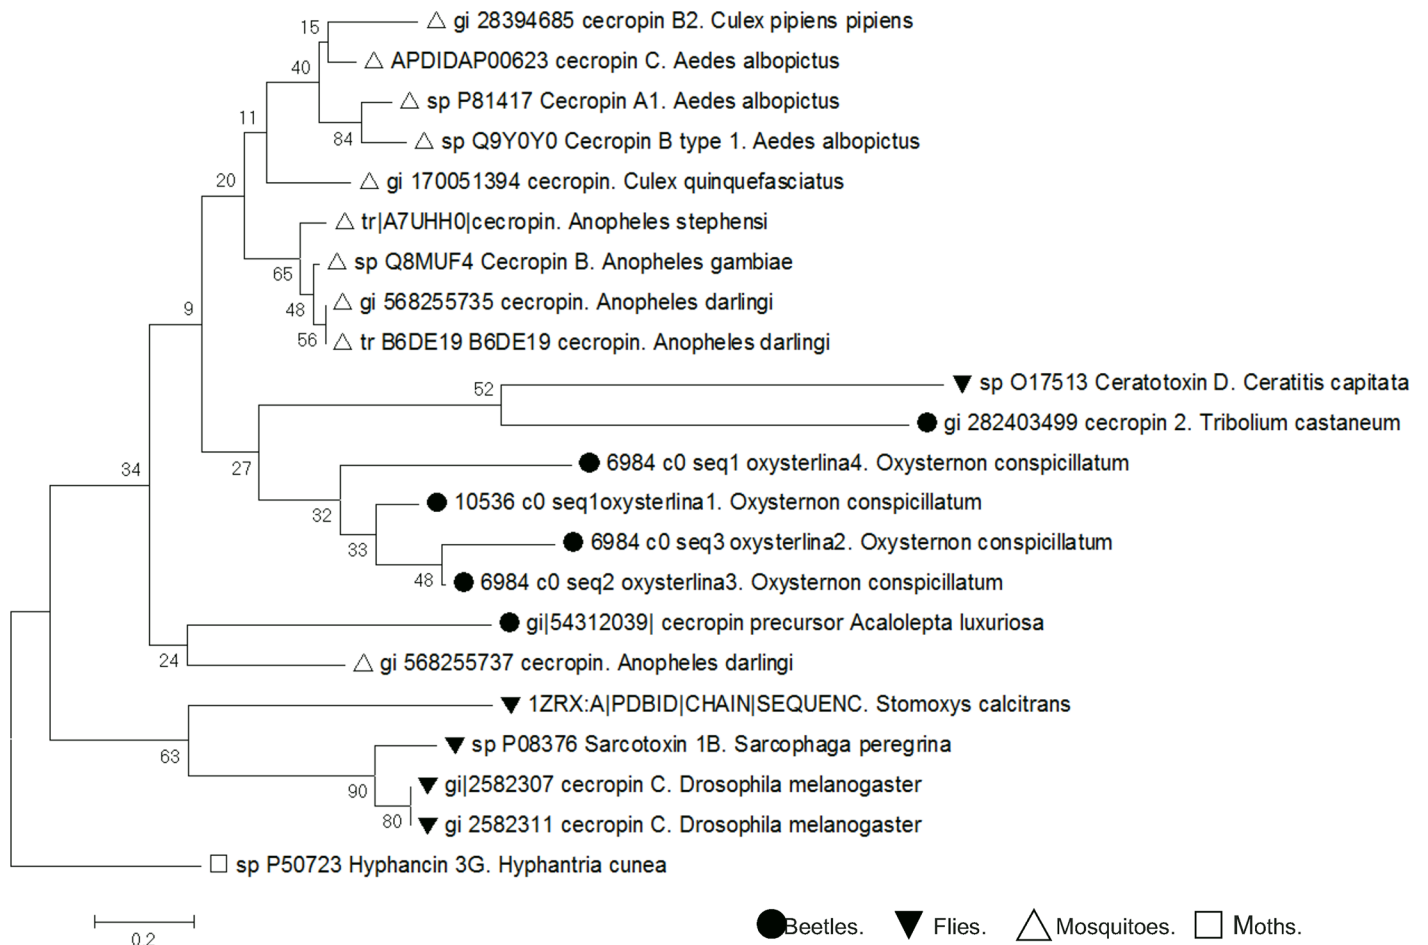 15
gi 28394685 cecropin B2. Culex pipiens pipiens
40
APDIDAP00623 cecropin C. Aedes albopictus
sp P81417 Cecropin A1. Aedes albopictus
11
84
sp Q9Y0Y0 Cecropin B type 1. Aedes albopictus
20
gi 170051394 cecropin. Culex quinquefasciatus
tr|A7UHH0|cecropin. Anopheles stephensi
65
sp Q8MUF4 Cecropin B. Anopheles gambiae
9
48
gi 568255735 cecropin. Anopheles darlingi
56
tr B6DE19 B6DE19 cecropin. Anopheles darlingi
52
sp O17513 Ceratotoxin D. Ceratitis capitata
gi 282403499 cecropin 2. Tribolium castaneum
34
27
6984 c0 seq1 oxysterlina4. Oxysternon conspicillatum
32
10536 c0 seq1oxysterlina1. Oxysternon conspicillatum
33
6984 c0 seq3 oxysterlina2. Oxysternon conspicillatum
48
6984 c0 seq2 oxysterlina3. Oxysternon conspicillatum
gi|54312039| cecropin precursor Acalolepta luxuriosa
24
gi 568255737 cecropin. Anopheles darlingi
1ZRX:A|PDBID|CHAIN|SEQUENC. Stomoxys calcitrans
63
sp P08376 Sarcotoxin 1B. Sarcophaga peregrina
90
gi|2582307 cecropin C. Drosophila melanogaster
80
gi 2582311 cecropin C. Drosophila melanogaster
sp P50723 Hyphancin 3G. Hyphantria cunea
0.2
Beetles. Flies. Mosquitoes. Moths.